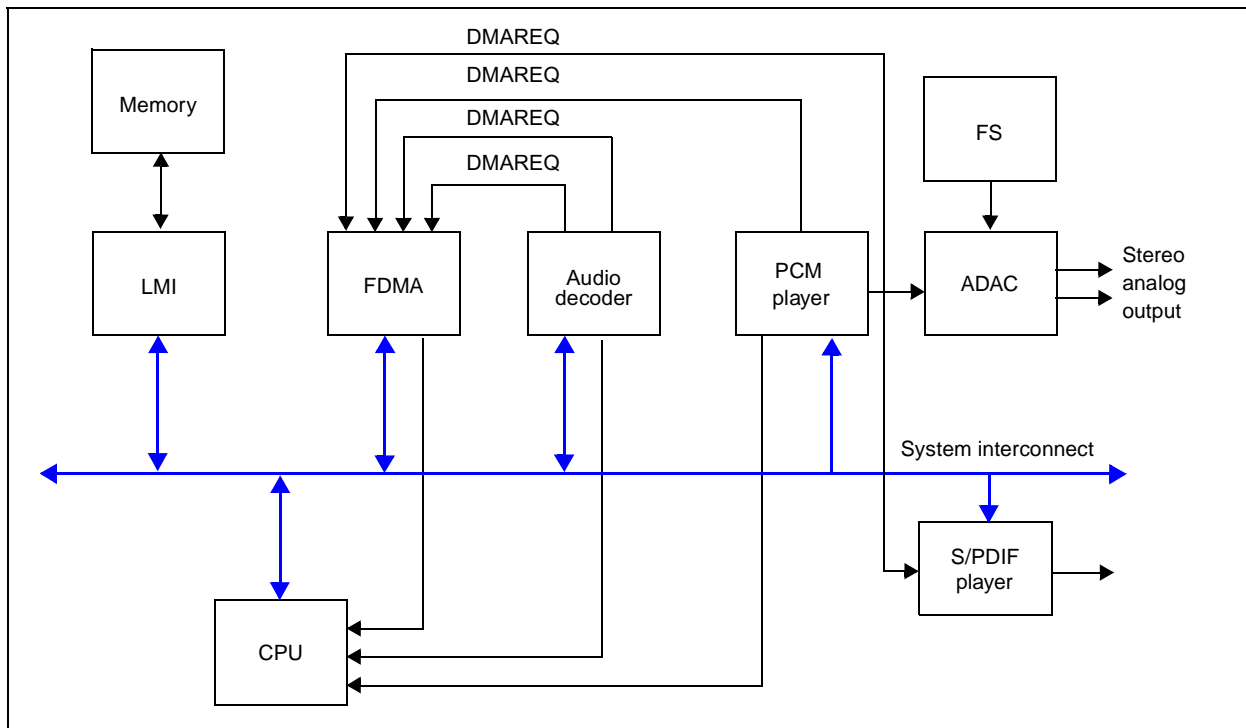 DMAREQ
DMAREQ
DMAREQ
DMAREQ
Memory
FS
LMI
FDMA
Audio
decoder
PCM
player
ADAC
Stereo
analog
output
System interconnect
S/PDIF
player
CPU